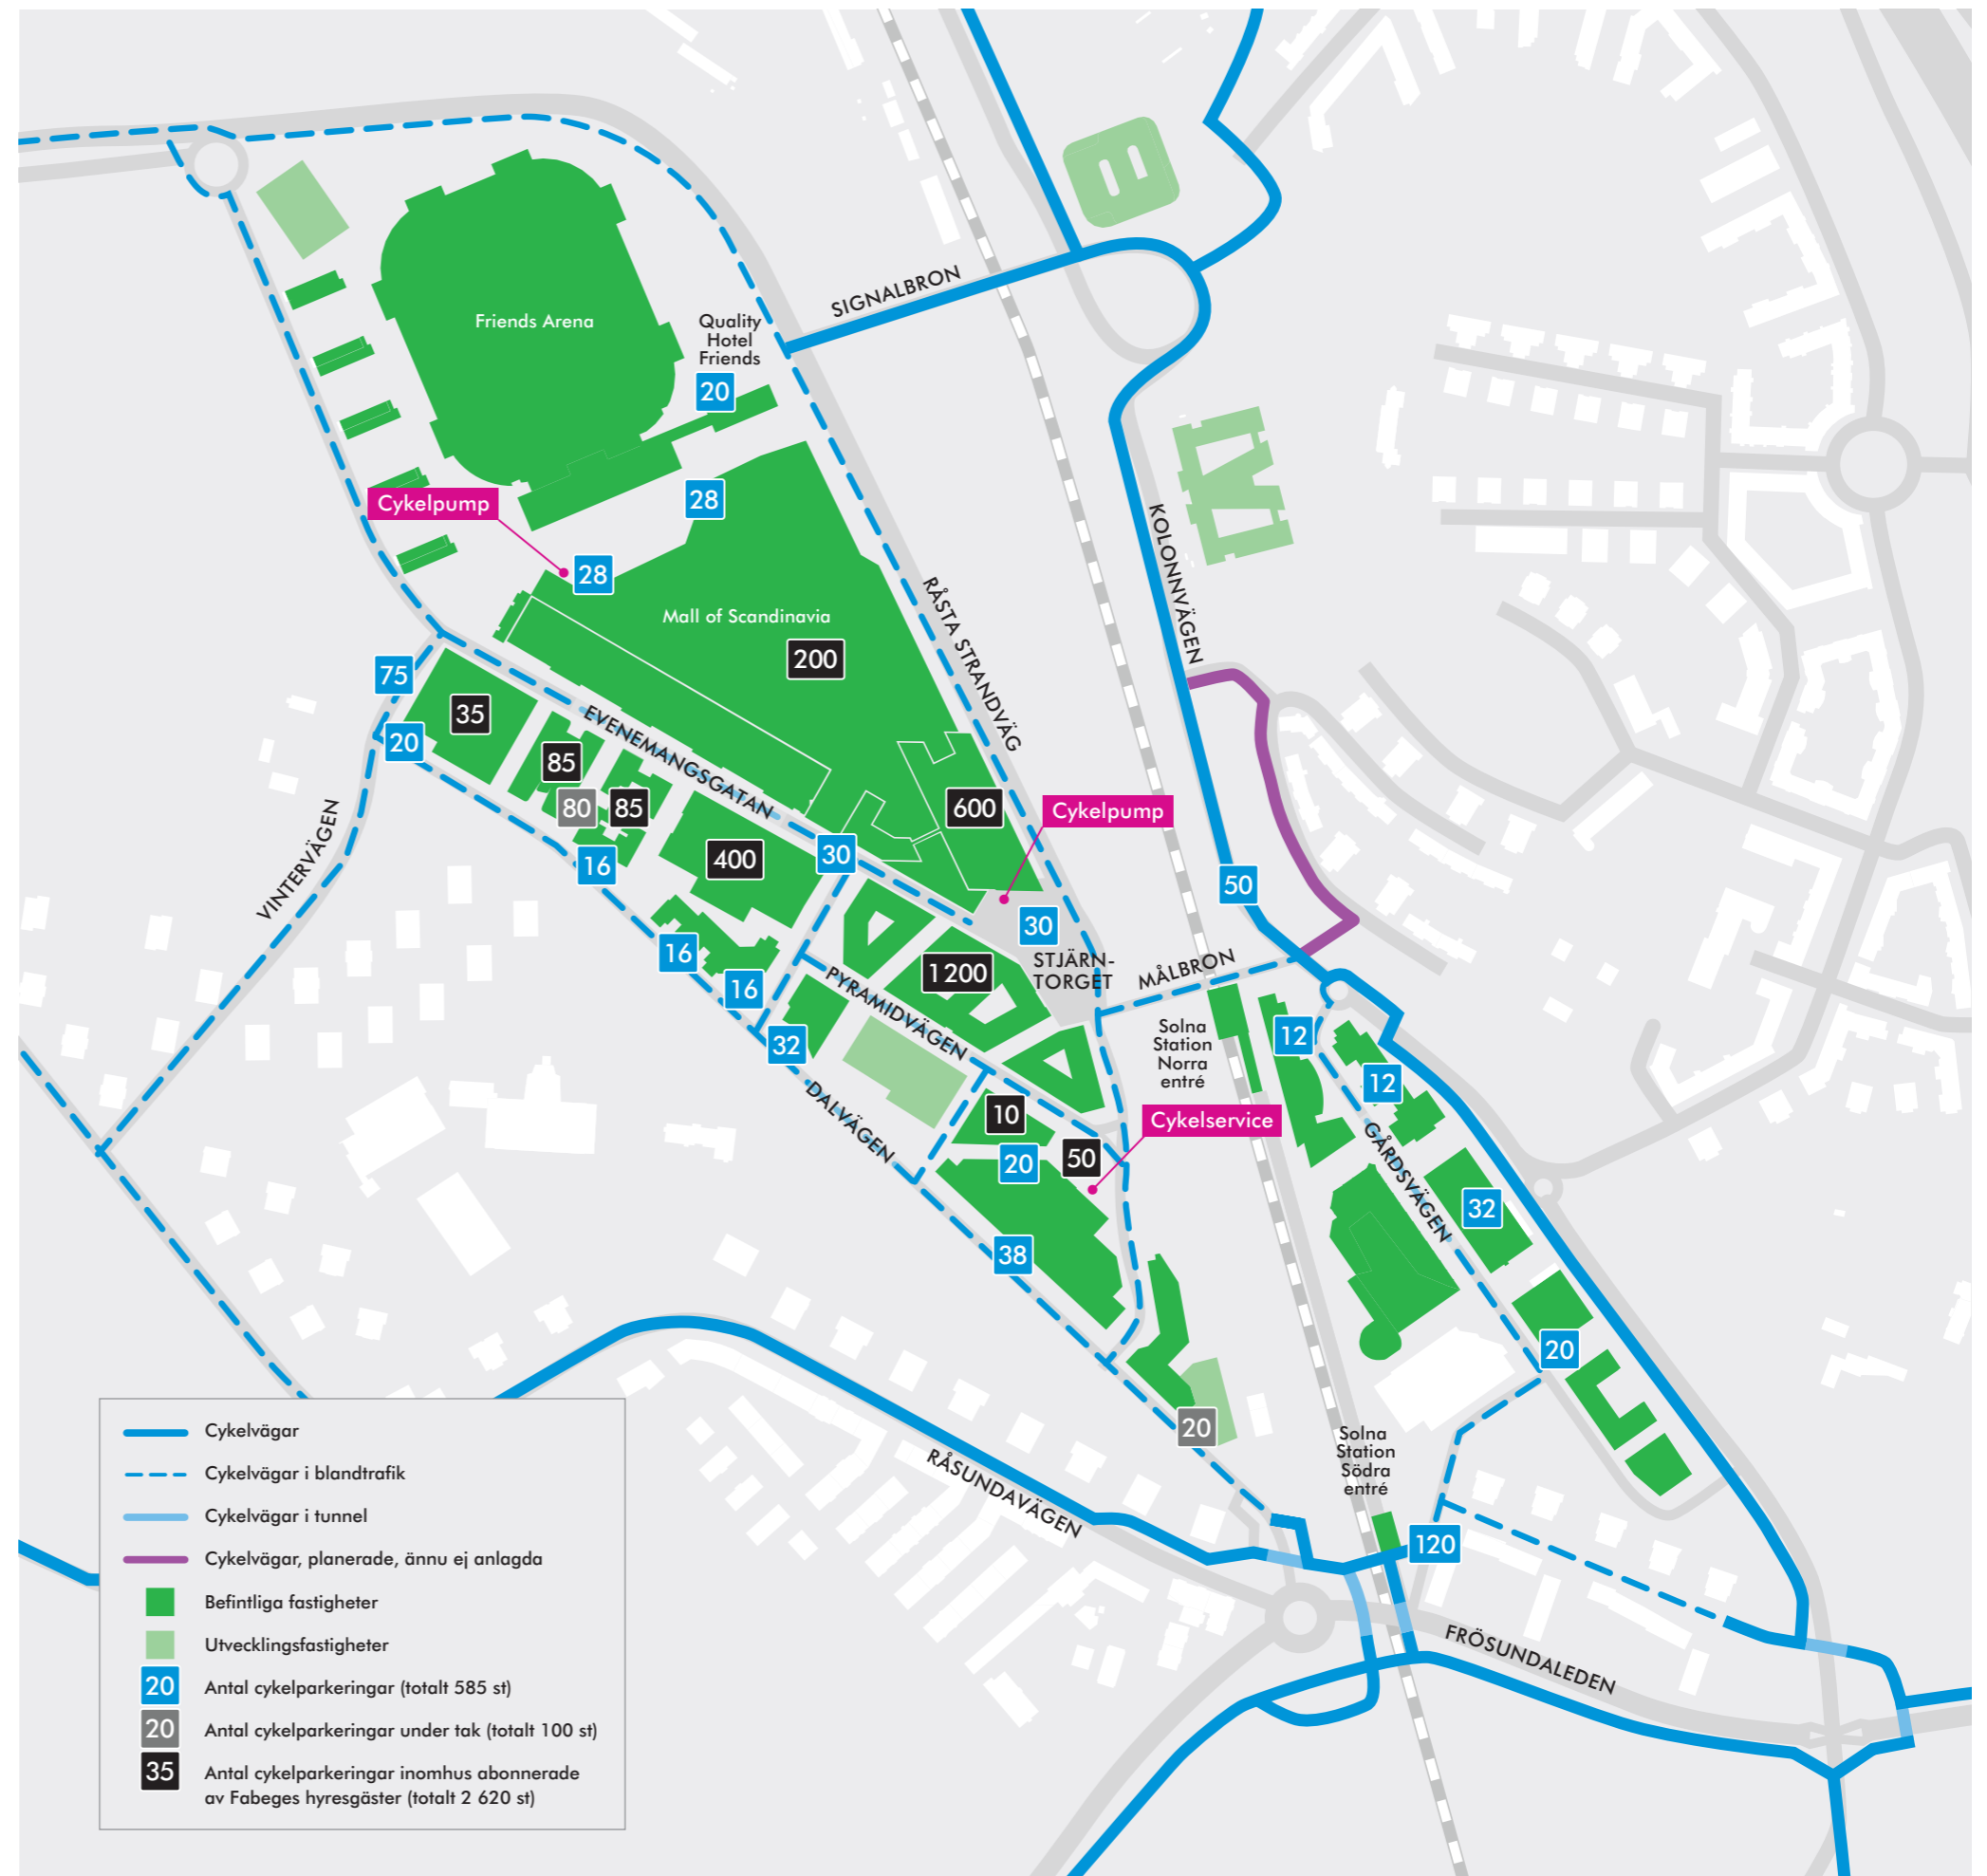 SIGNALBRON
Friends Arena
Quality
Hotel
Friends
20
Cykelpump
28
28
KOLONNVÄGEN
RÅSTA STRANDVÄG
Mall of Scandinavia
200
75
35
20
EVENEMANGSGATAN
85
80
85
600
Cykelpump
VINTERVÄGEN
400
30
16
50
30
16
STJÄRN-
TORGET
MÅLBRON
1200
16
PYRAMIDVÄGEN
32
Solna
Station
Norra
entré
12
12
DALVÄGEN
10
Cykelservice
GÅRDSVÄGEN
50
20
32
38
20
20
Solna
Station
Södra
entré
RÅSUNDAVÄGEN
120
FRÖSUNDALEDEN
Cykelvägar
Cykelvägar i blandtrafik
Cykelvägar i tunnel
Cykelvägar, planerade, ännu ej anlagda
Befintliga fastigheter
Utvecklingsfastigheter
20 Antal cykelparkeringar (totalt 585 st)
20 Antal cykelparkeringar under tak (totalt 100 st)
35 Antal cykelparkeringar inomhus abonnerade
av Fabeges hyresgäster (totalt 2 620 st)